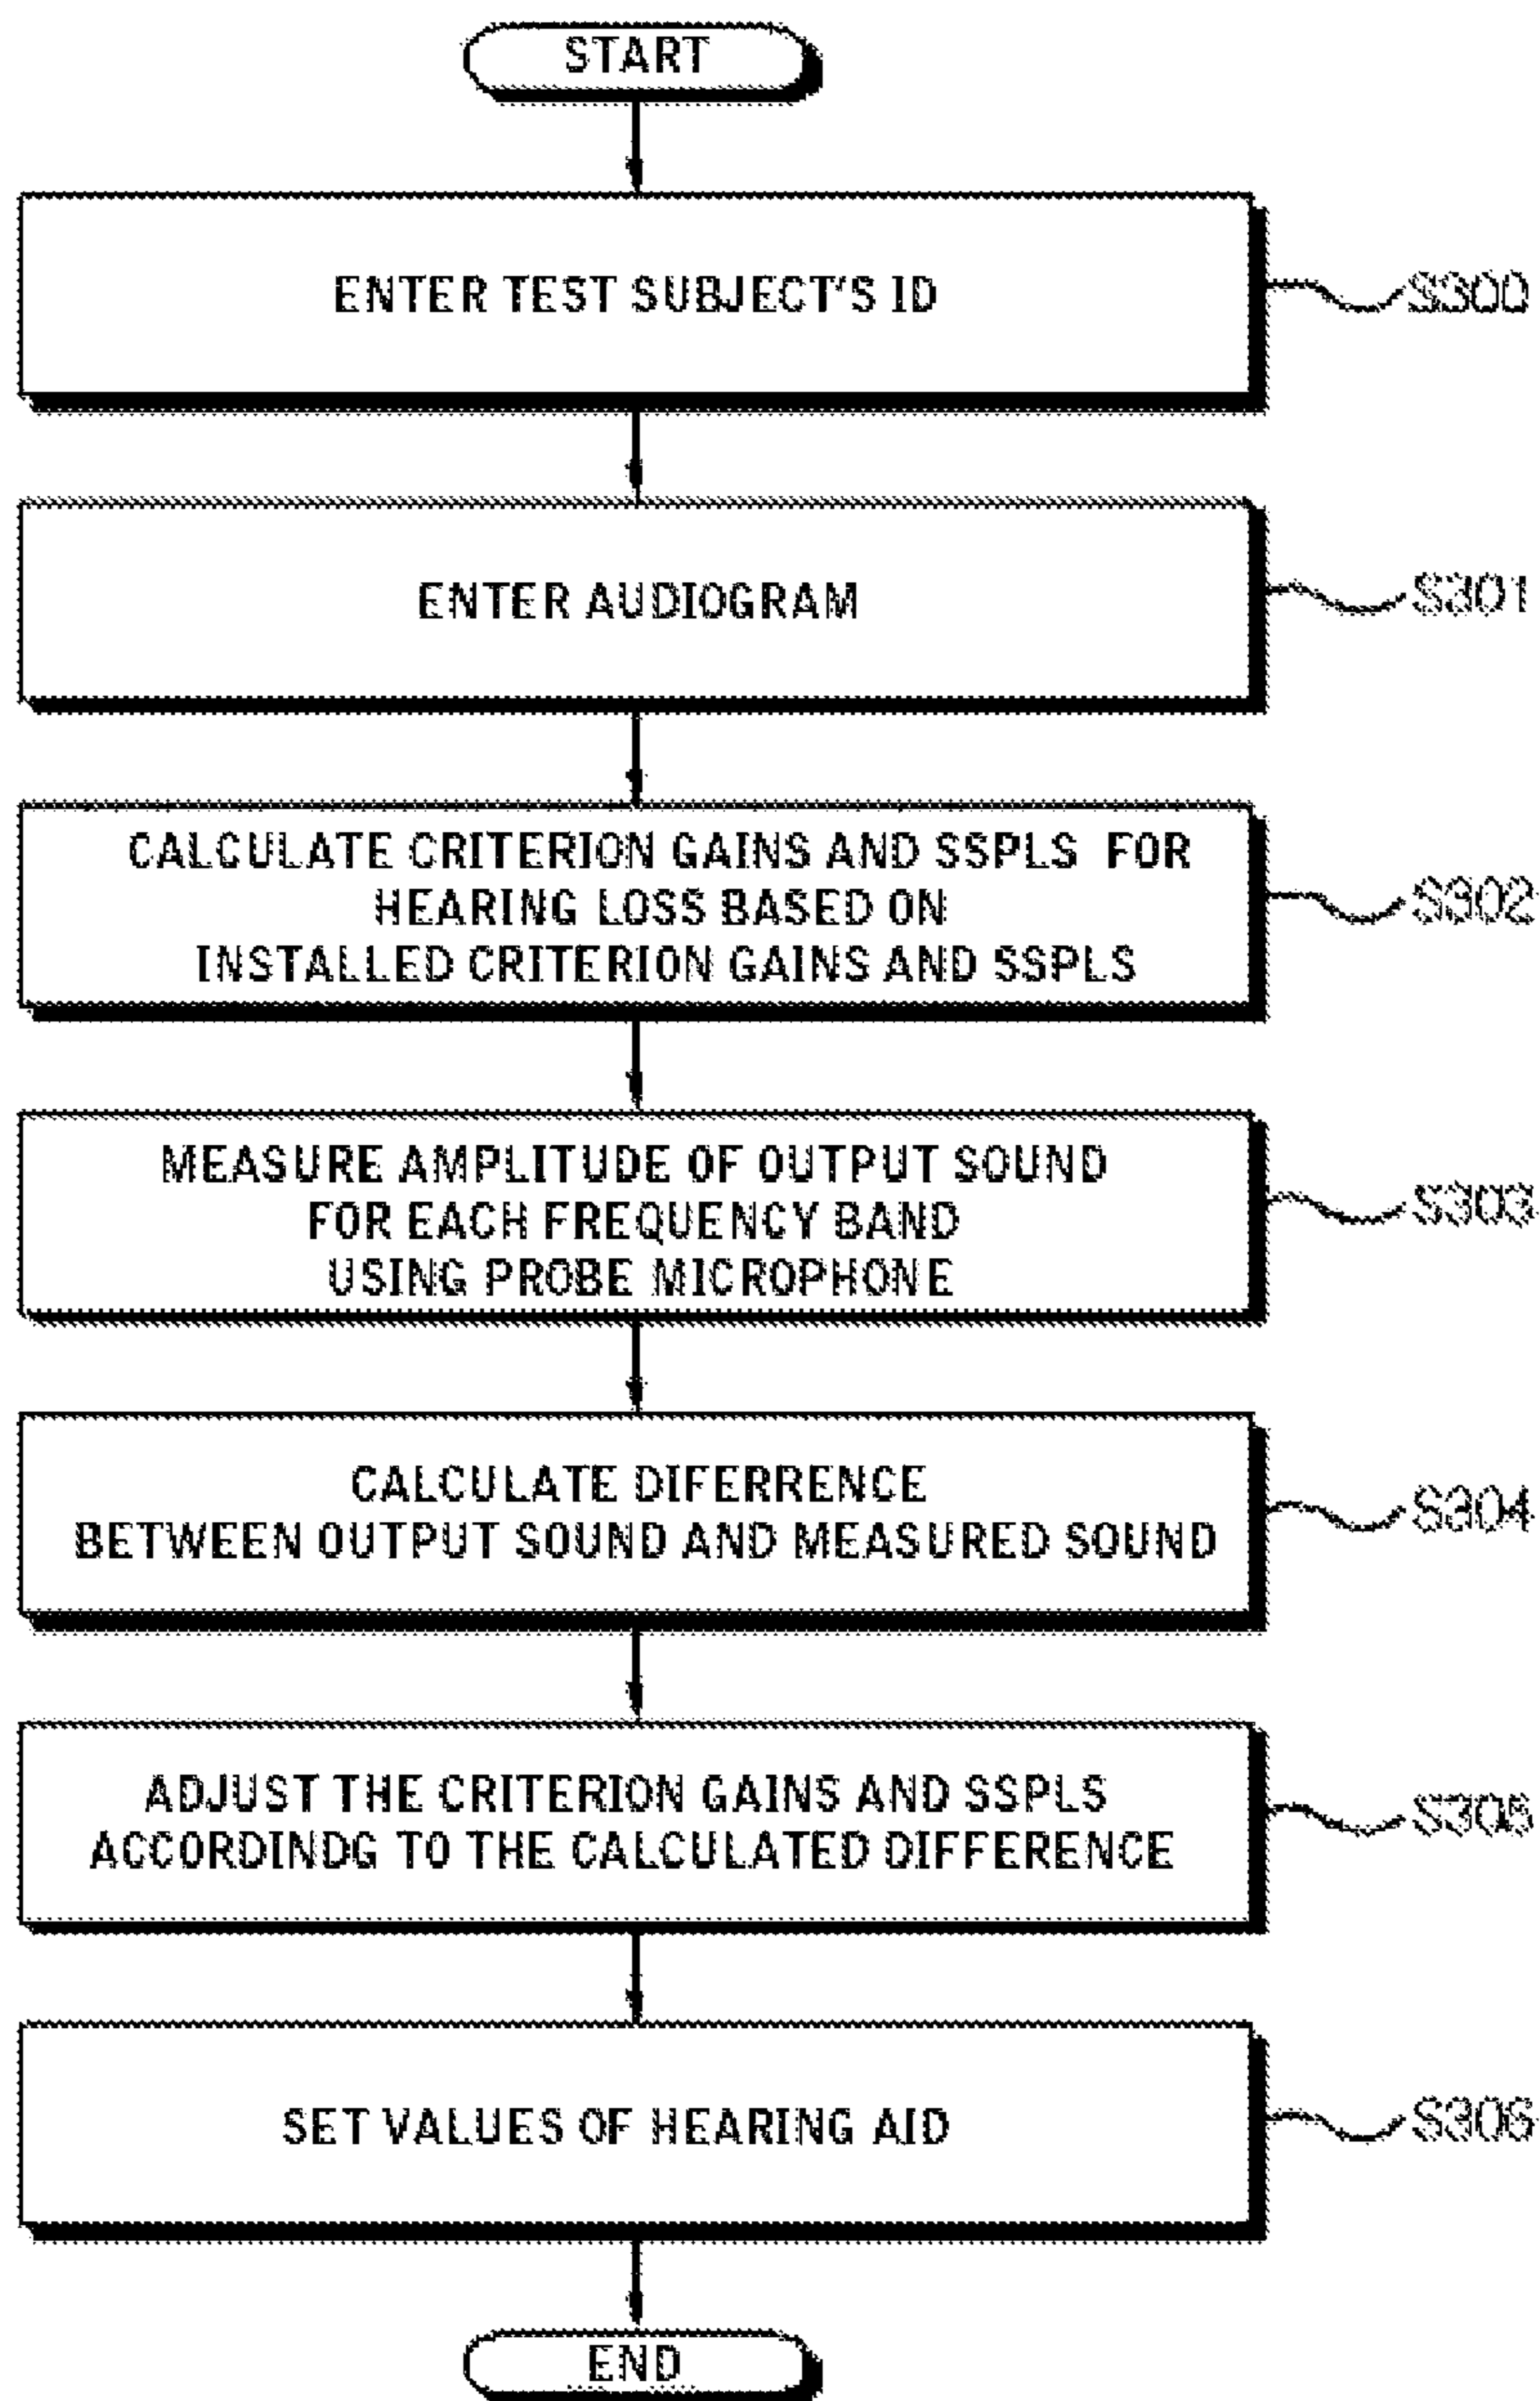 START
ENTER TEST SUBJECT'S ID
S300
ENTER AUDIOGRAM
S301
CALCULATE CRITERION GAINS AND SSPLS FOR
HEARING LOSS BASED ON
INSTALLED CRITERION GAINS AND SSPLS
S302
MEASURE AMPLITUDE OF OUTPUT SOUND
FOR EACH FREQUENCY BAND
USING PROBE MICROPHONE
S303
CALCULATE DIFERRENCE
BETWEEN OUTPUT SOUND AND MEASURED SOUND
S304
ADJUST THE CRITERION GAINS AND SSPLS
ACCORDINDG TO THE CALCULATED DIFFERENCE
S305
SET VALUES OF HEARING AID
S306
END